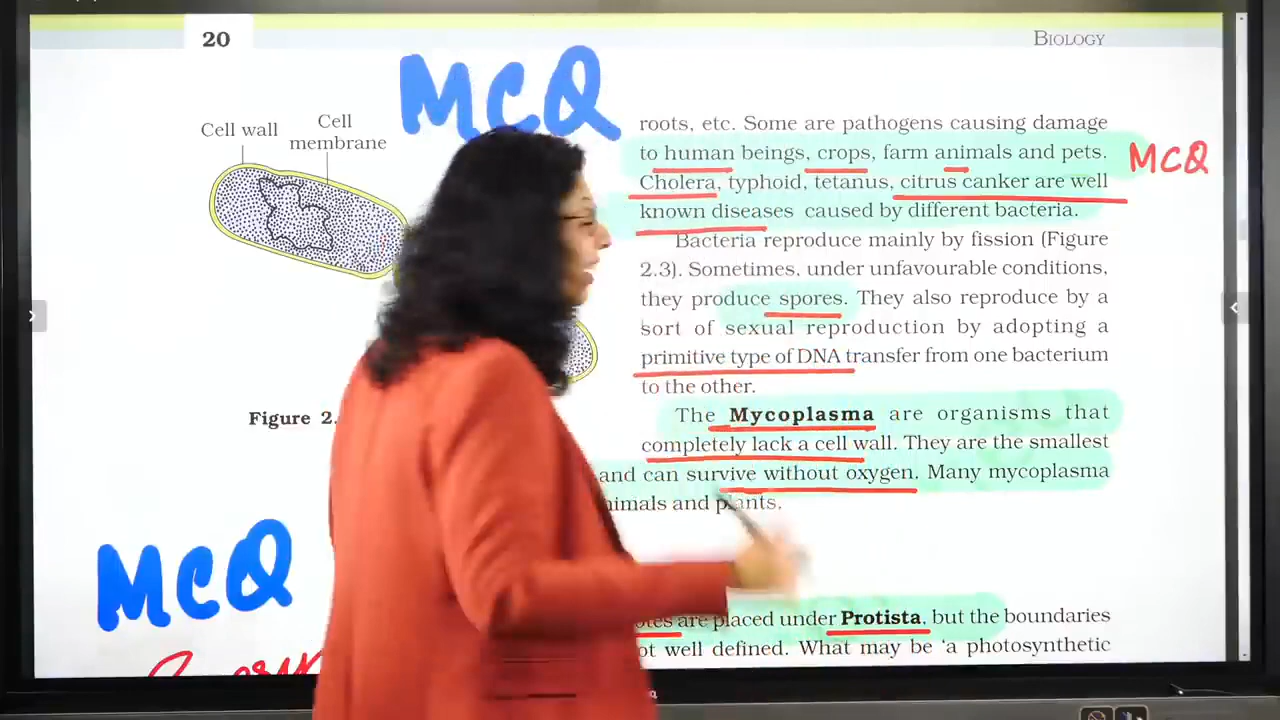 20
BIOLOGY
MCQ
Cell wall
Cell
membrane
roots, etc. Some are pathogens causing damage
to human beings, crops, farm animals and pets.
MCQ
Cholera, typhoid, tetanus, citrus canker are well
known diseases caused by different bacteria.
Bacteria reproduce mainly by fission (Figure
2.3). Sometimes, under unfavourable conditions,
they produce spores. They also reproduce by a
sort of sexual reproduction by adopting a
primitive type of DNA transfer from one bacterium
to the other.
Figure 2.
The Mycoplasma are organisms that
completely lack a cell wall. They are the smallest
and can survive without oxygen. Many mycoplasma
and plants.
MCQ
are placed under Protista, but the boundaries
well defined. What may be 'a photosynthetic